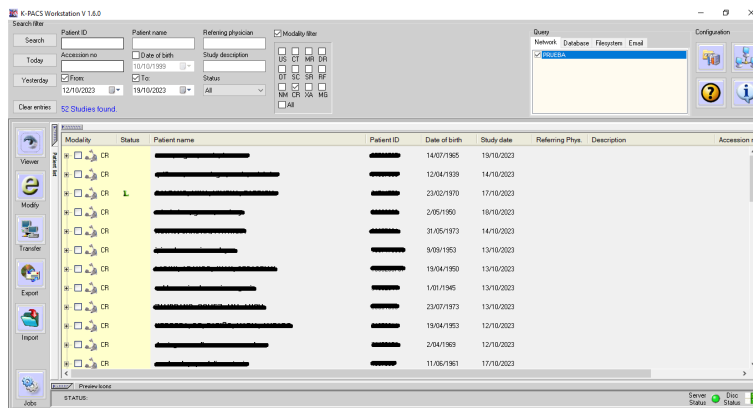 K-PACS Workstation V 1.6.0
Search filter
Search
Today
Yesterday
Clear entries
Patient ID
Patient name
Referring physician
Accession no
Date of birth
Study description
10/10/1999
From:
To:
Status
12/10/2023
19/10/2023
All
52 Studies found.
Modality filter
US CT MR DR
OT SC SR RF
NM CR XA MG
All
Query
Network Database Filesystem Email
PRUEBA
Configuration
Viewer
Modify
Transfer
Export
Import
Jobs
Patient list
Modality Status Patient name Patient ID Date of birth Study date Referring Phys. Description Accession
CR 14/07/1965 19/10/2023
CR 12/04/1939 14/10/2023
CR 23/02/1970 17/10/2023
CR 2/05/1950 18/10/2023
CR 31/05/1973 14/10/2023
CR 9/09/1953 13/10/2023
CR 19/04/1950 13/10/2023
CR 1/01/1945 13/10/2023
CR 23/07/1973 13/10/2023
CR 19/04/1953 12/10/2023
CR 2/04/1969 12/10/2023
CR 11/06/1961 17/10/2023
Preview Icons
STATUS:
Server Status
Disc Status